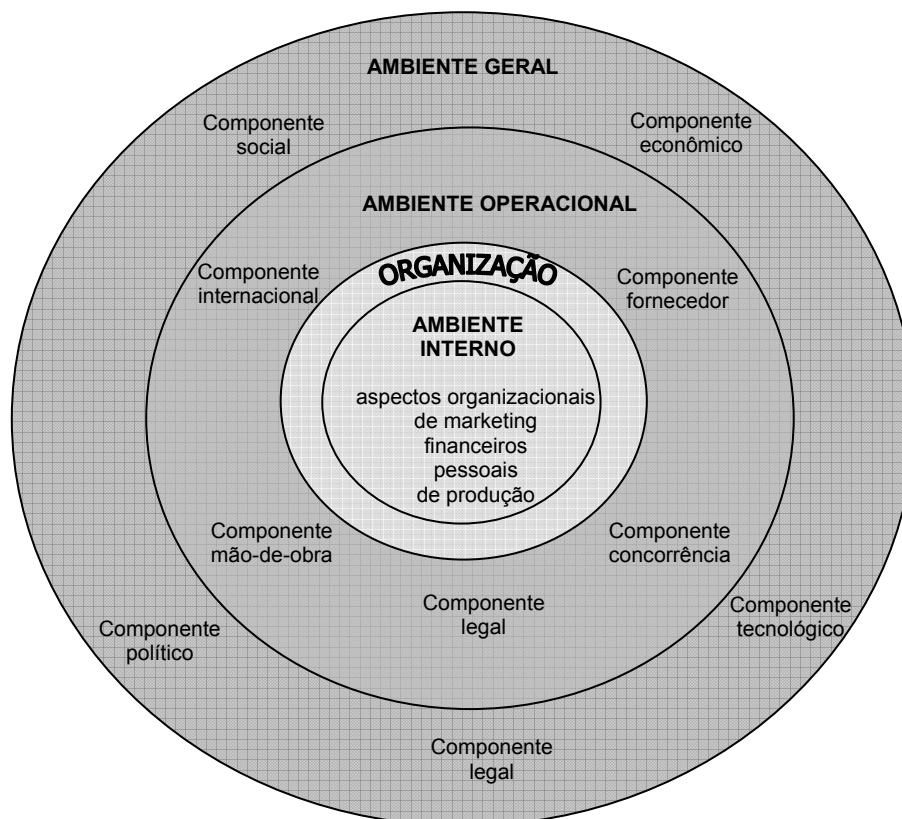 AMBIENTE GERAL
Componente
social
Componente
econômico
AMBIENTE OPERACIONAL
ORGANIZAÇÃO
Componente
internacional
Componente
fornecedor
AMBIENTE
INTERNO
aspectos organizacionais
de marketing
financeiros
pessoais
de produção
Componente
mão-de-obra
Componente
concorrência
Componente
legal
Componente
político
Componente
tecnológico
Componente
legal